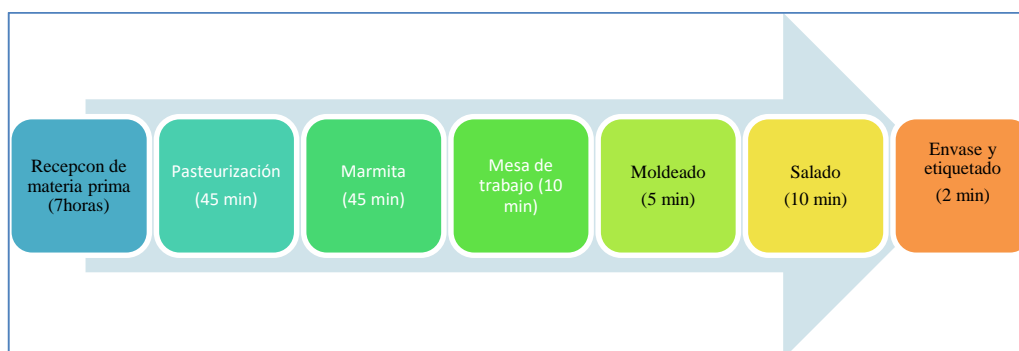 Recepcon de
materia prima
(7horas)
Pasteurización
(45 min)
Marmita
(45 min)
Mesa de
trabajo (10
min)
Moldeado
(5 min)
Salado
(10 min)
Envase y
etiquetado
(2 min)